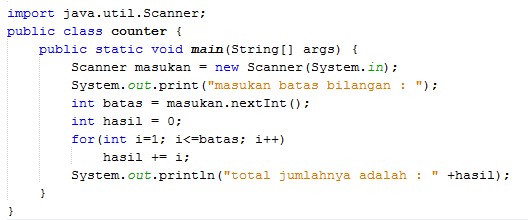 import java.util.Scanner;
public class counter {
    public static void main(String[] args) {
        Scanner masukan = new Scanner(System.in);
        System.out.print("masukan batas bilangan : ");
        int batas = masukan.nextInt();
        int hasil = 0;
        for(int i=1; i<=batas; i++)
            hasil += i;
        System.out.println("total jumlahnya adalah : " +hasil);
    }
}